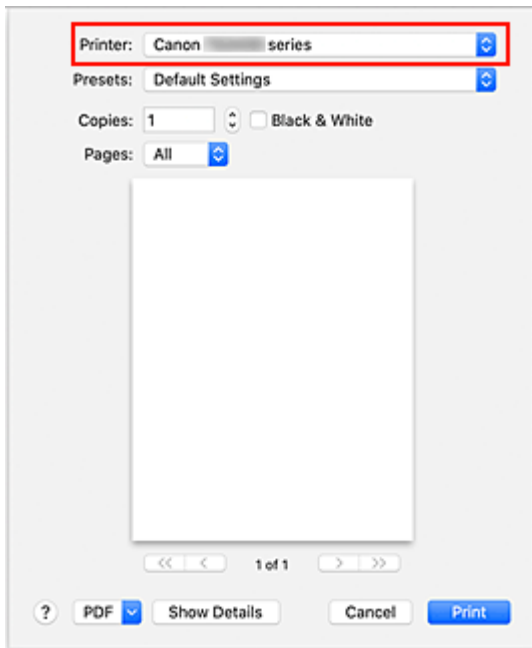 Printer: Canon series
Presets: Default Settings
Copies: 1 Black & White
Pages: All
<< < 1 of 1 > >>
? PDF Show Details Cancel Print